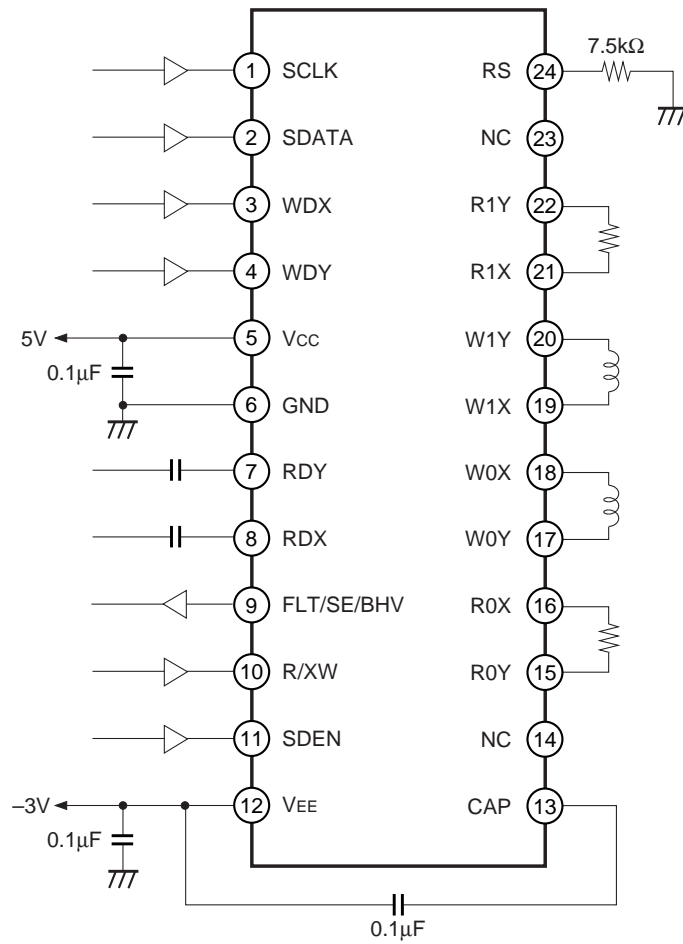 7.5kΩ
1 SCLK RS 24
2 SDATA NC 23
3 WDX R1Y 22
4 WDY R1X 21
5V 5 VCC W1Y 20
0.1μF
6 GND W1X 19
7 RDY W0X 18
8 RDX W0Y 17
9 FLT/SE/BHV R0X 16
10 R/XW R0Y 15
11 SDEN NC 14
–3V 12 VEE CAP 13
0.1μF
0.1μF